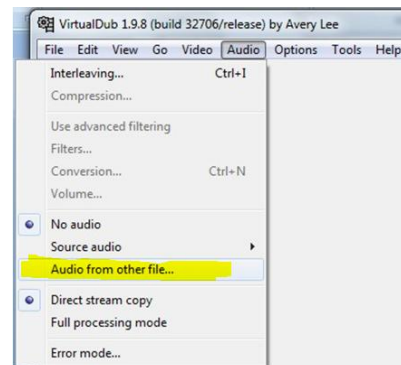 VirtualDub 1.9.8 (build 32706/release) by Avery Lee
File Edit View Go Video Audio Options Tools Help
Interleaving... Ctrl+I
Compression...
Use advanced filtering
Filters...
Conversion... Ctrl+N
Volume...
No audio
Source audio
Audio from other file...
Direct stream copy
Full processing mode
Error mode...